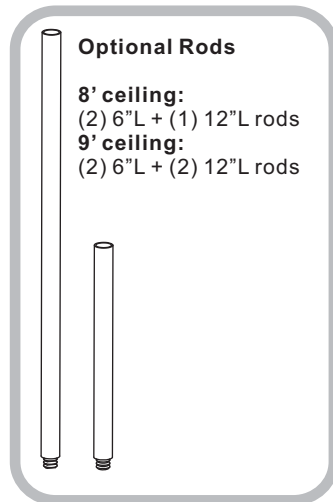 Optional Rods
8’ ceiling:
(2) 6”L + (1) 12”L rods
9’ ceiling:
(2) 6”L + (2) 12”L rods